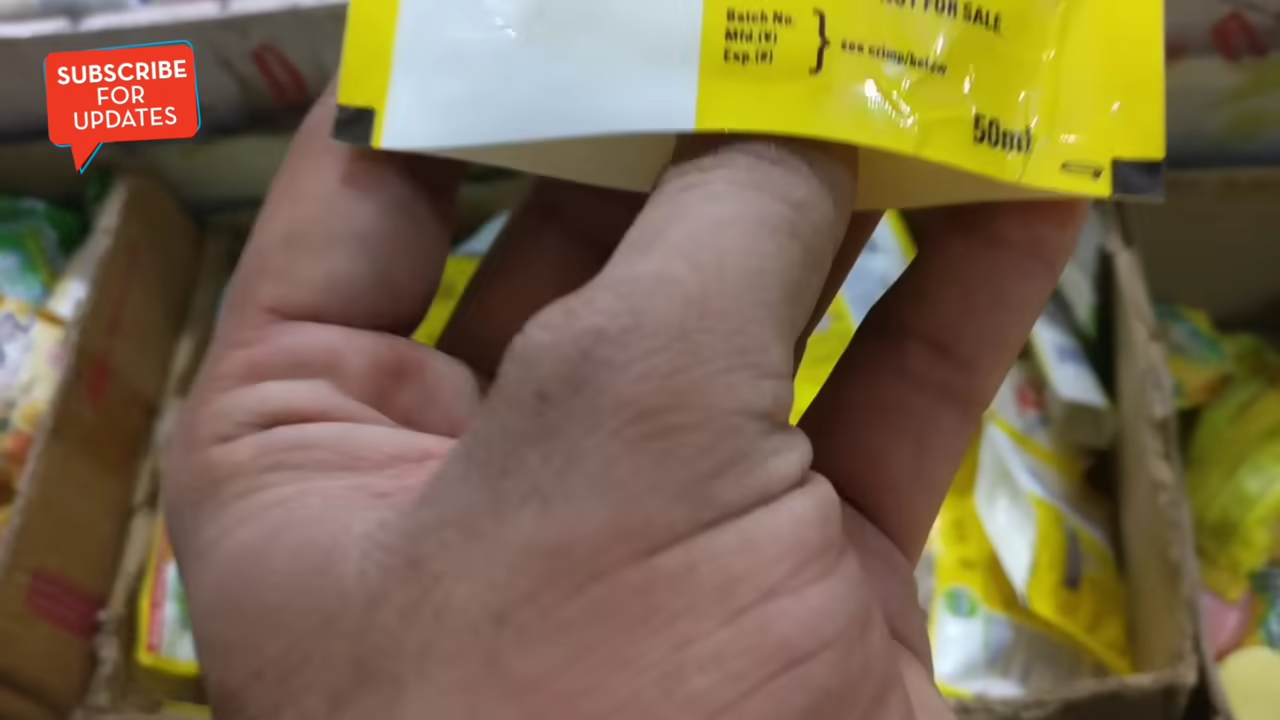 SUBSCRIBE
FOR
UPDATES
NOT FOR SALE
Batch No.
Mfd.(¥)
Exp.(#)
see crimp/below
50ml